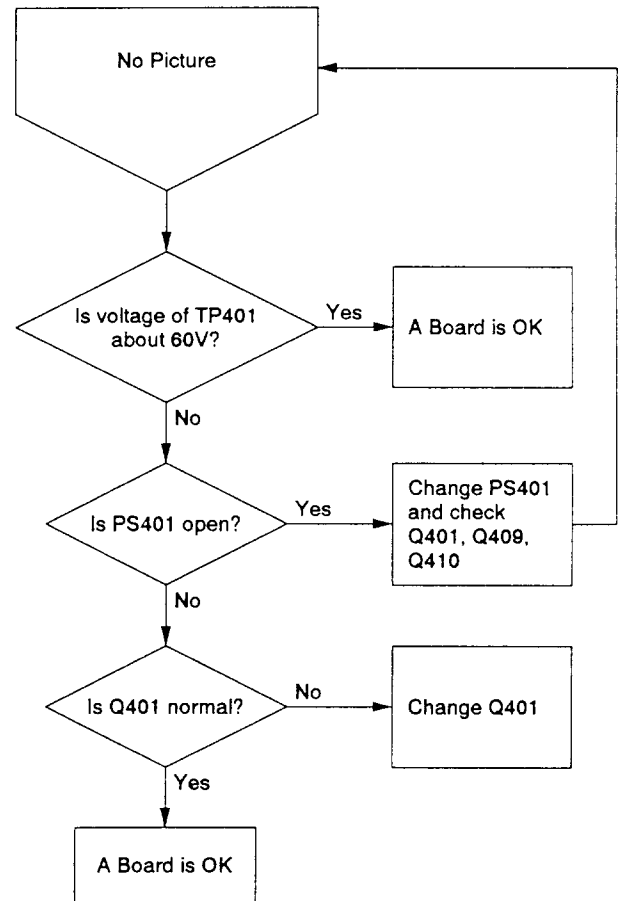 No Picture
Is voltage of TP401
about 60V?
Yes
A Board is OK
No
Is PS401 open?
Yes
Change PS401
and check
Q401, Q409,
Q410
No
Is Q401 normal?
No
Change Q401
Yes
A Board is OK